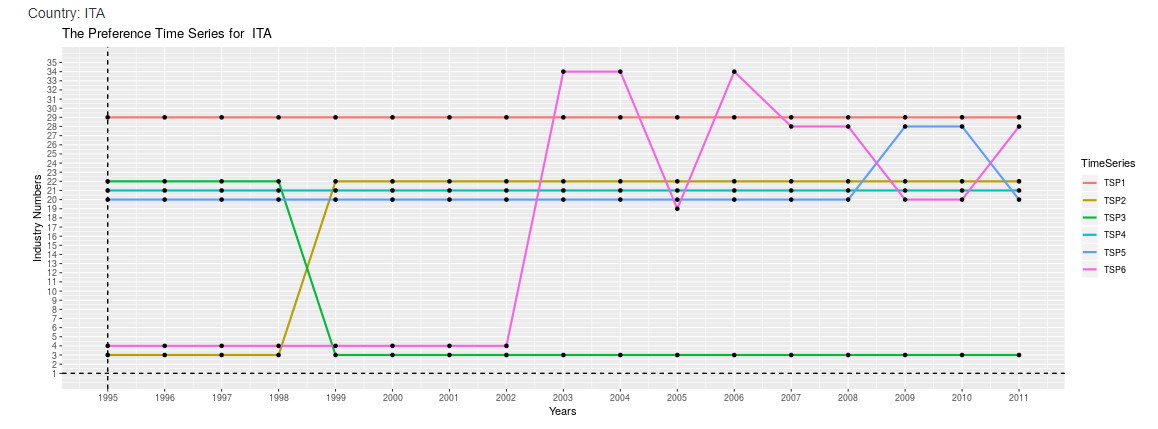 Country: ITA
The Preference Time Series for ITA
Industry Numbers
35
34
33
32
31
30
29
28
27
26
25
24
23
22
21
20
19
18
17
16
15
14
13
12
11
10
9
8
7
6
5
4
3
2
1
1995 1996 1997 1998 1999 2000 2001 2002 2003 2004 2005 2006 2007 2008 2009 2010 2011
Years
TimeSeries
TSP1
TSP2
TSP3
TSP4
TSP5
TSP6